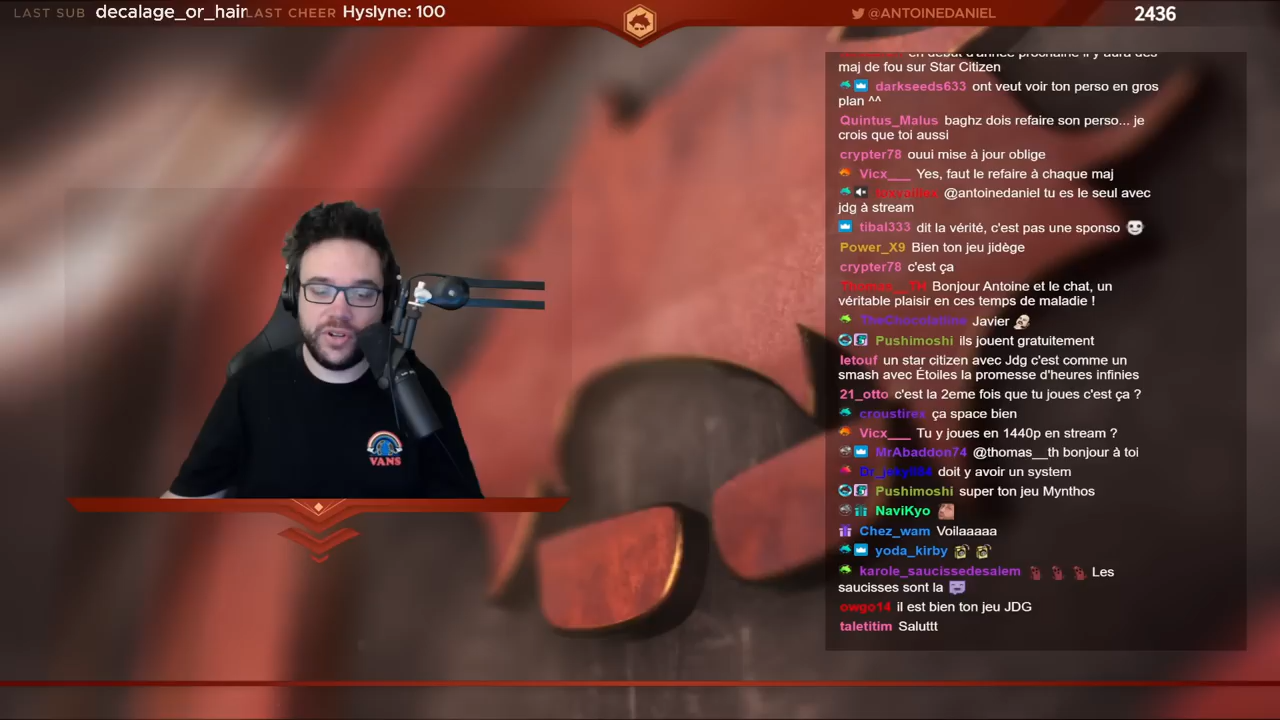 LAST SUB decalage_or_hair
LAST CHEER Hyslyne: 100
@ANTOINEDANIEL
2436
en début d'année prochaine il y aura des
maj de fou sur Star Citizen
darkseeds633 ont veut voir ton perso en gros
plan ^^
Quintus_Malus baghz dois refaire son perso... je
crois que toi aussi
crypter78 ouui mise à jour oblige
Vicx___ Yes, faut le refaire à chaque maj
@antoinedaniel tu es le seul avec
jdg à stream
tibal333 dit la vérité, c'est pas une sponso
Power_X9 Bien ton jeu jidège
crypter78 c'est ça
Thomas__TH Bonjour Antoine et le chat, un
véritable plaisir en ces temps de maladie !
TheChocolatine Javier
Pushimoshi ils jouent gratuitement
letouf un star citizen avec Jdg c'est comme un
smash avec Étoiles la promesse d'heures infinies
21_otto c'est la 2eme fois que tu joues c'est ça ?
croustirex ça space bien
Vicx___ Tu y joues en 1440p en stream ?
MrAbaddon74 @thomas__th bonjour à toi
doit y avoir un system
Pushimoshi super ton jeu Mynthos
NaviKyo
Chez_wam Voilaaaaa
yoda_kirby
karole_saucissedesalem Les
saucisses sont la
owgo14 il est bien ton jeu JDG
taletitim Saluttt
VANS